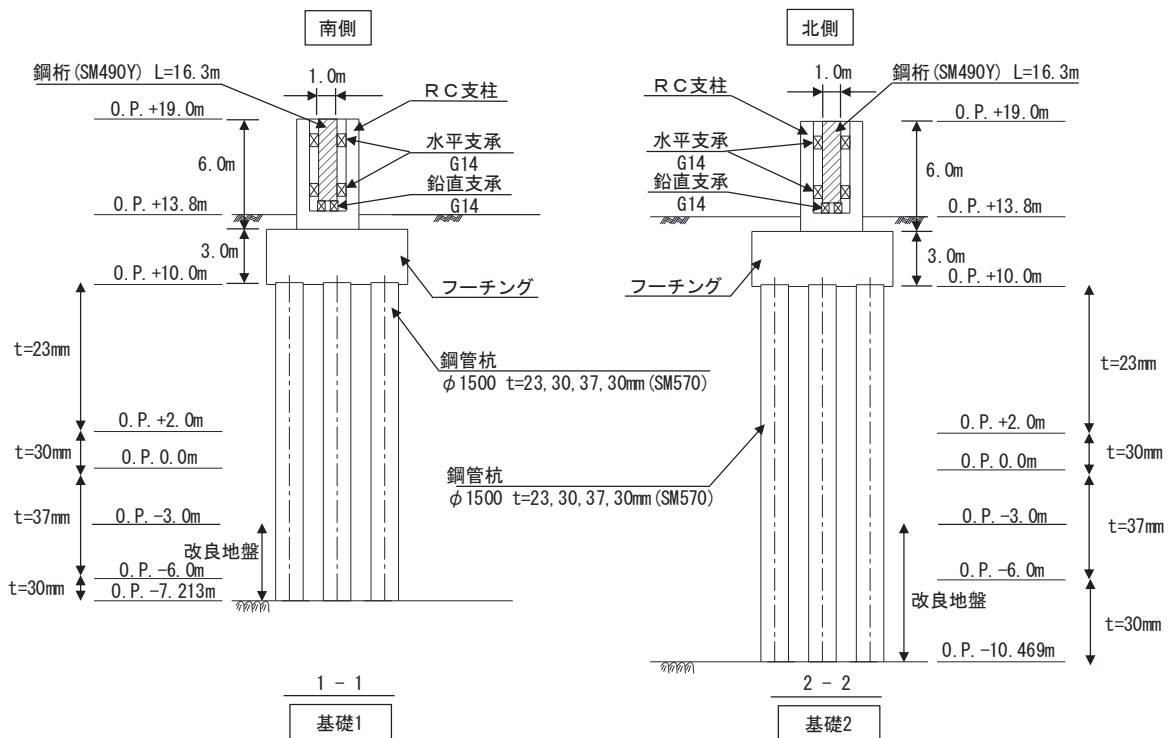 南側
鋼桁(SM490Y) L=16.3m
1.0m
RC支柱
O.P.+19.0m
水平支承
G14
6.0m
鉛直支承
G14
O.P.+13.8m
3.0m
O.P.+10.0m
フーチング
t=23mm
鋼管杭
φ1500 t=23,30,37,30mm(SM570)
O.P.+2.0m
t=30mm
O.P.0.0m
t=37mm
O.P.-3.0m
改良地盤
O.P.-6.0m
t=30mm
O.P.-7.213m
1-1
基礎1
北側
1.0m
鋼桁(SM490Y) L=16.3m
RC支柱
O.P.+19.0m
水平支承
G14
6.0m
鉛直支承
G14
O.P.+13.8m
3.0m
O.P.+10.0m
フーチング
t=23mm
O.P.+2.0m
t=30mm
O.P.0.0m
鋼管杭
φ1500 t=23,30,37,30mm(SM570)
O.P.-3.0m
t=37mm
O.P.-6.0m
改良地盤
t=30mm
O.P.-10.469m
2-2
基礎2